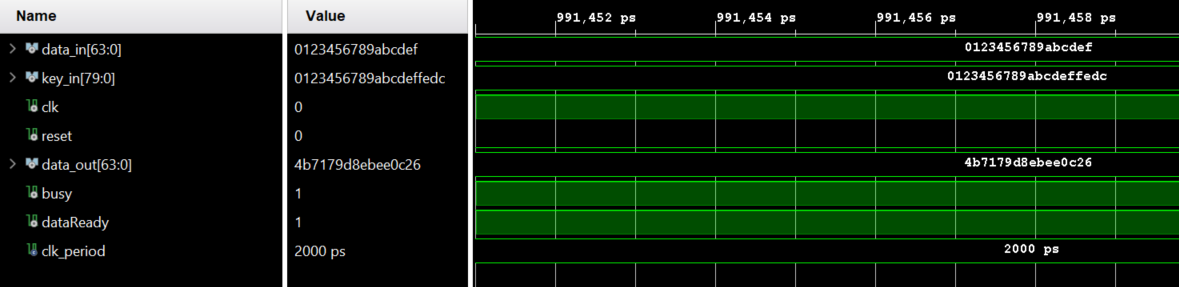 Name Value 991,452 ps 991,454 ps 991,456 ps 991,458 ps
data_in[63:0] 0123456789abcdef 0123456789abcdef
key_in[79:0] 0123456789abcdeffedc 0123456789abcdeffedc
clk 0
reset 0
data_out[63:0] 4b7179d8ebee0c26 4b7179d8ebee0c26
busy 1
dataReady 1
clk_period 2000 ps 2000 ps